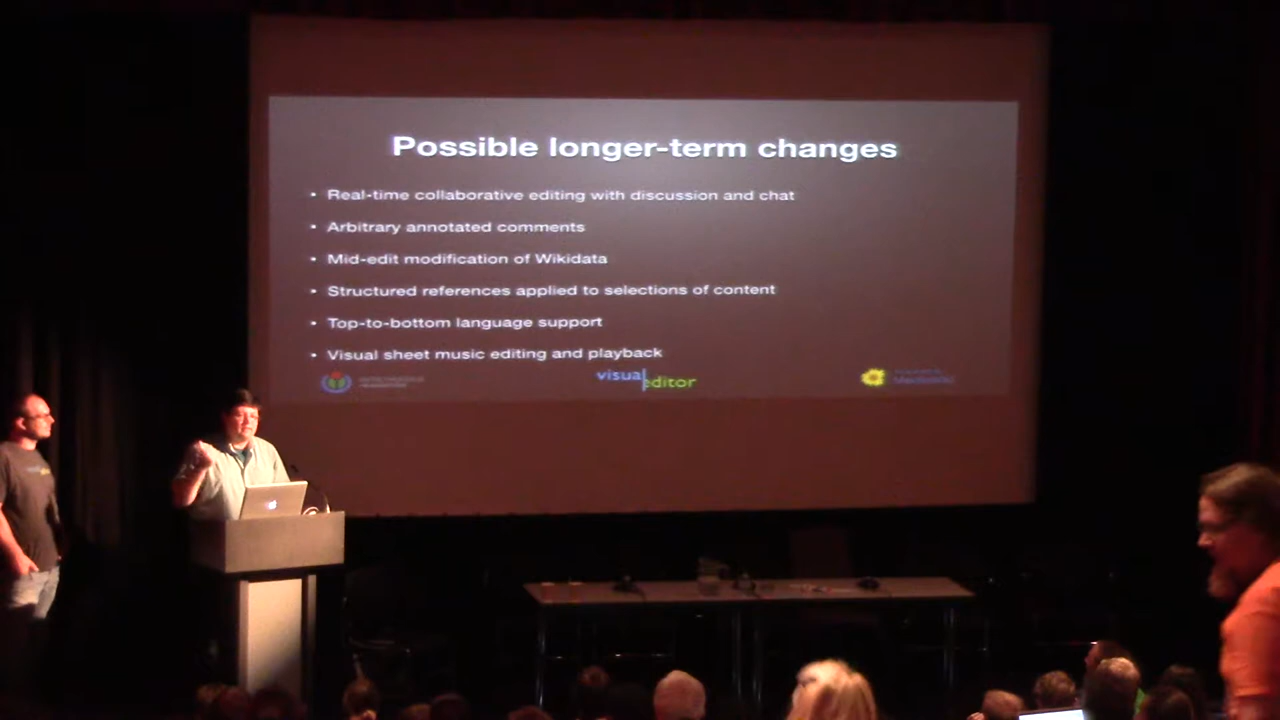 Possible longer-term changes
• Real-time collaborative editing with discussion and chat
• Arbitrary annotated comments
• Mid-edit modification of Wikidata
• Structured references applied to selections of content
• Top-to-bottom language support
• Visual sheet music editing and playback
visualeditor